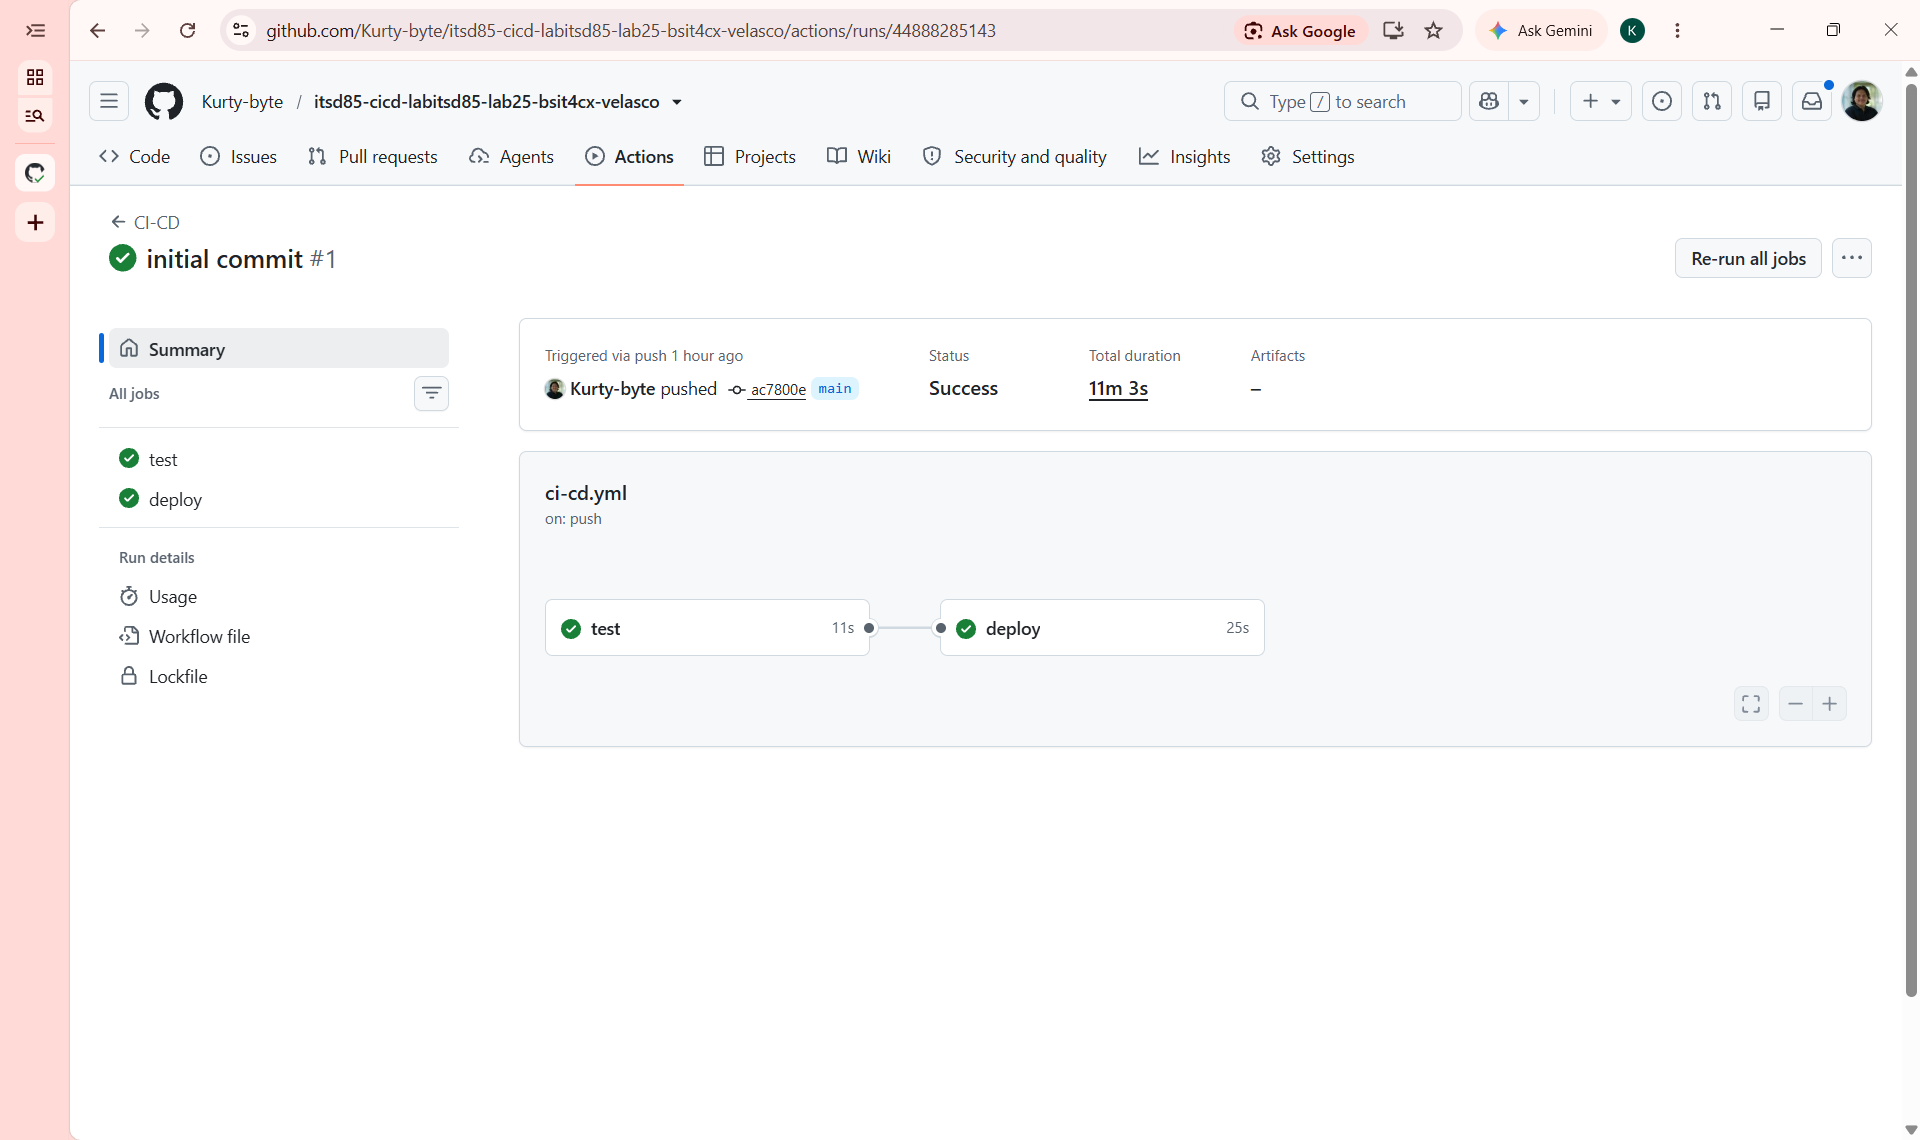 github.com/Kurty-byte/itsd85-cicd-labitsd85-lab25-bsit4cx-velasco/actions/runs/44888285143
Ask Google
Ask Gemini
K
Kurty-byte / itsd85-cicd-labitsd85-lab25-bsit4cx-velasco
Type / to search
Code
Issues
Pull requests
Agents
Actions
Projects
Wiki
Security and quality
Insights
Settings
CI-CD
initial commit #1
Re-run all jobs
Summary
All jobs
test
deploy
Run details
Usage
Workflow file
Lockfile
Triggered via push 1 hour ago
Kurty-byte pushed ac7800e main
Status
Success
Total duration
11m 3s
Artifacts
–
ci-cd.yml
on: push
test 11s
deploy 25s